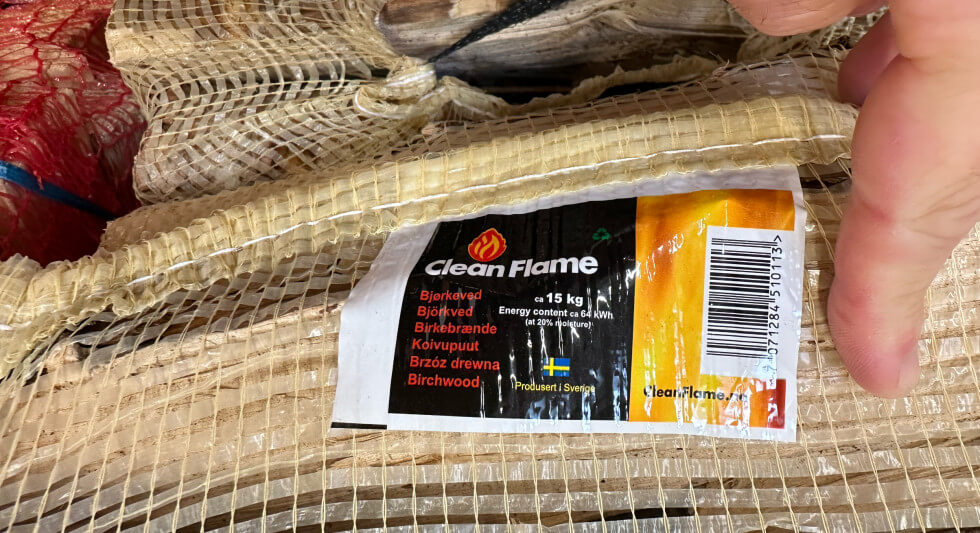 Clean Flame
Bjørkeved
Björkved
Birkebrænde
Koivupuut
Brzóz drewna
Birchwood
ca 15 kg
Energy content ca 64 kWh
(at 20% moisture)
Produsert i Sverige
7071284510113>